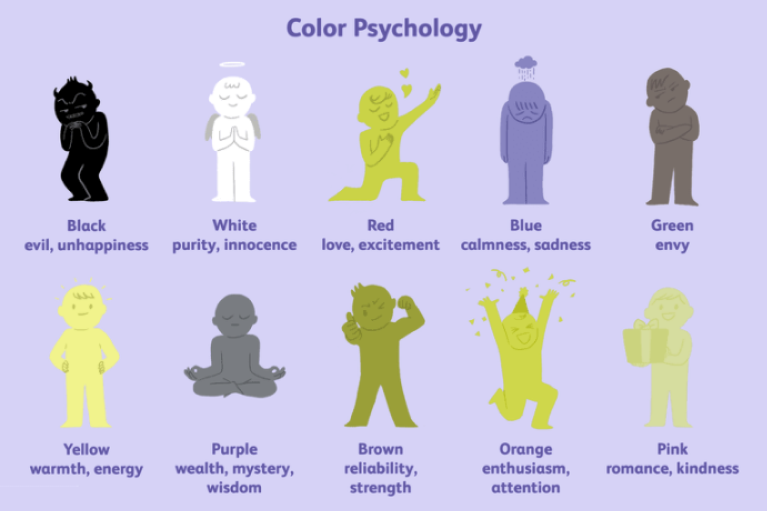 Color Psychology
Black
evil, unhappiness
White
purity, innocence
Red
love, excitement
Blue
calmness, sadness
Green
envy
Yellow
warmth, energy
Purple
wealth, mystery,
wisdom
Brown
reliability,
strength
Orange
enthusiasm,
attention
Pink
romance, kindness